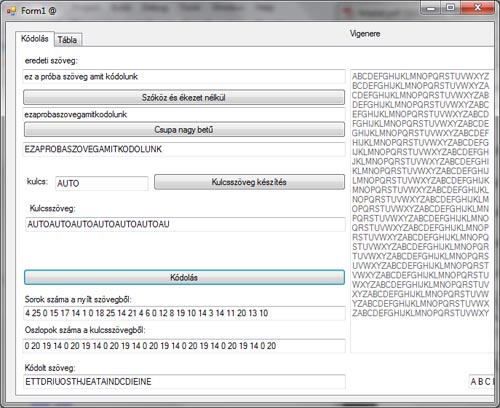 Form1 @
Kódolás Tábla
Vigenere
eredeti szöveg:
ez a próba szöveg amit kódolunk
Szóköz és ékezet nélkül
ezaprobaszovegamitkodolunk
Csupa nagy betű
EZAPROBASZOVEGAMITKODOLUNK
kulcs: AUTO Kulcsszöveg készítés
Kulcsszöveg:
AUTOAUTOAUTOAUTOAUTOAUTOAU
Kódolás
Sorok száma a nyílt szövegből:
4 25 0 15 17 14 1 0 18 25 14 21 4 6 0 12 8 19 10 14 3 14 11 20 13 10
Oszlopok száma a kulcsszövegből:
0 20 19 14 0 20 19 14 0 20 19 14 0 20 19 14 0 20 19 14 0 20 19 14 0 20
Kódolt szöveg:
ETTDRIUOSTHJEATAINDCDIEINE
ABCDEFGHIJKLMNOPQRSTUVWXYZ
BCDEFGHIJKLMNOPQRSTUVWXYZA
CDEFGHIJKLMNOPQRSTUVWXYZAB
DEFGHIJKLMNOPQRSTUVWXYZABC
EFGHIJKLMNOPQRSTUVWXYZABCD
FGHIJKLMNOPQRSTUVWXYZABCDE
GHIJKLMNOPQRSTUVWXYZABCDEF
HIJKLMNOPQRSTUVWXYZABCDEFG
IJKLMNOPQRSTUVWXYZABCDEFGH
JKLMNOPQRSTUVWXYZABCDEFGHI
KLMNOPQRSTUVWXYZABCDEFGHIJ
LMNOPQRSTUVWXYZABCDEFGHIJK
MNOPQRSTUVWXYZABCDEFGHIJKL
NOPQRSTUVWXYZABCDEFGHIJKLM
OPQRSTUVWXYZABCDEFGHIJKLMN
PQRSTUVWXYZABCDEFGHIJKLMNO
QRSTUVWXYZABCDEFGHIJKLMNOP
RSTUVWXYZABCDEFGHIJKLMNOPQ
STUVWXYZABCDEFGHIJKLMNOPQR
TUVWXYZABCDEFGHIJKLMNOPQRS
UVWXYZABCDEFGHIJKLMNOPQRST
VWXYZABCDEFGHIJKLMNOPQRSTU
WXYZABCDEFGHIJKLMNOPQRSTUV
XYZABCDEFGHIJKLMNOPQRSTUVW
YZABCDEFGHIJKLMNOPQRSTUVWX
ZABCDEFGHIJKLMNOPQRSTUVWXY
A B C